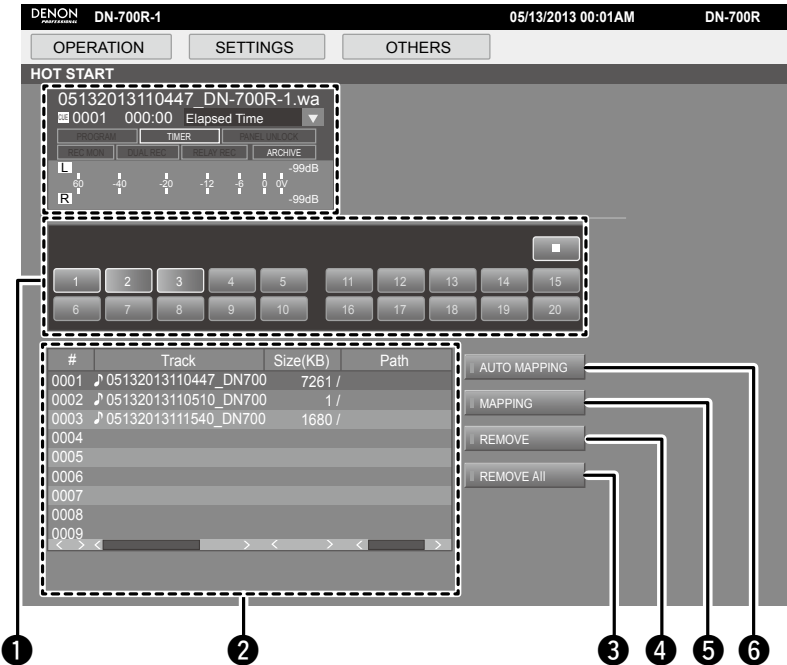 DENON PROFESSIONAL DN-700R-1 05/13/2013 00:01AM DN-700R
OPERATION SETTINGS OTHERS
HOT START
05132013110447_DN-700R-1.wa
CUE 0001 000:00 Elapsed Time
PROGRAM TIMER PANEL UNLOCK
REC MON DUAL REC RELAY REC ARCHIVE
L -99dB
60 -40 -20 -12 -6 0 0V
R -99dB
1 2 3 4 5 11 12 13 14 15
6 7 8 9 10 16 17 18 19 20
# Track Size(KB) Path
0001 05132013110447_DN700 7261 /
0002 05132013110510_DN700 1 /
0003 05132013111540_DN700 1680 /
0004
0005
0006
0007
0008
0009
AUTO MAPPING
MAPPING
REMOVE
REMOVE All
1 2 3 4 5 6